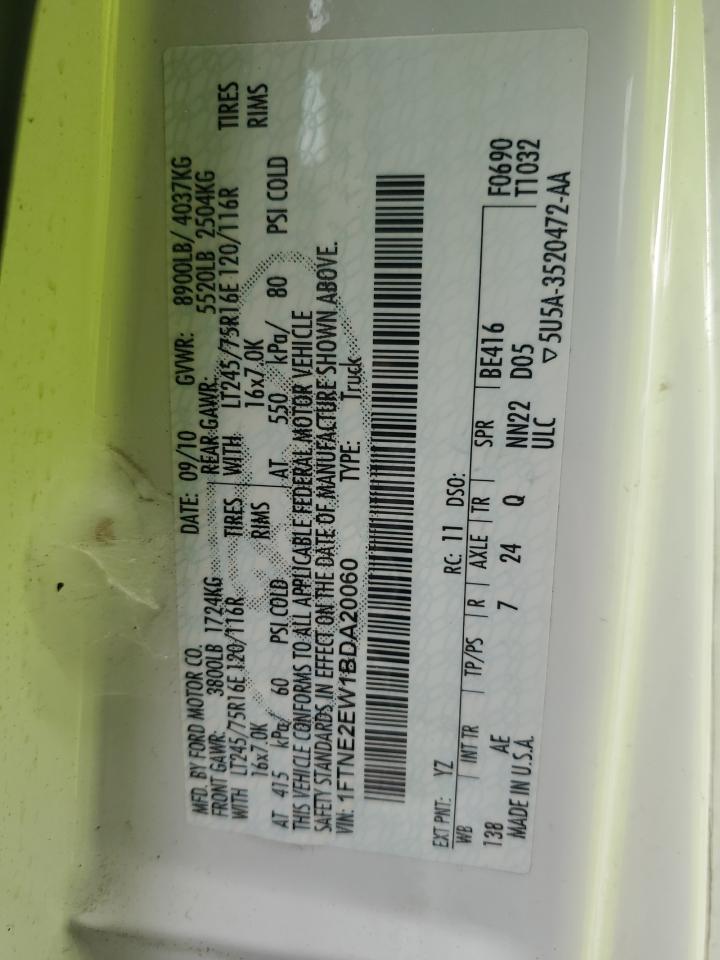 MFD. BY FORD MOTOR CO. DATE: 09/10 GVWR: 8900LB/ 4037KG
FRONT GAWR: 3800LB 1724KG REAR GAWR: 5520LB 2504KG
WITH LT245/75R16E 120/116R TIRES WITH LT245/75R16E 120/116R TIRES
16x7.0K RIMS 16x7.0K RIMS
AT 415 kPa/ 60 PSI COLD AT 550 kPa/ 80 PSI COLD
THIS VEHICLE CONFORMS TO ALL APPLICABLE FEDERAL MOTOR VEHICLE
SAFETY STANDARDS IN EFFECT ON THE DATE OF MANUFACTURE SHOWN ABOVE.
VIN: 1FTNE2EW1BDA20060 TYPE: Truck
EXT PNT: YZ RC: 11 DSO: F0690
WB INT TR TP/PS R AXLE TR SPR BE416 T1032
138 AE 7 24 Q NN22 D05
MADE IN U.S.A. ULC ▽5U5A-3520472-AA